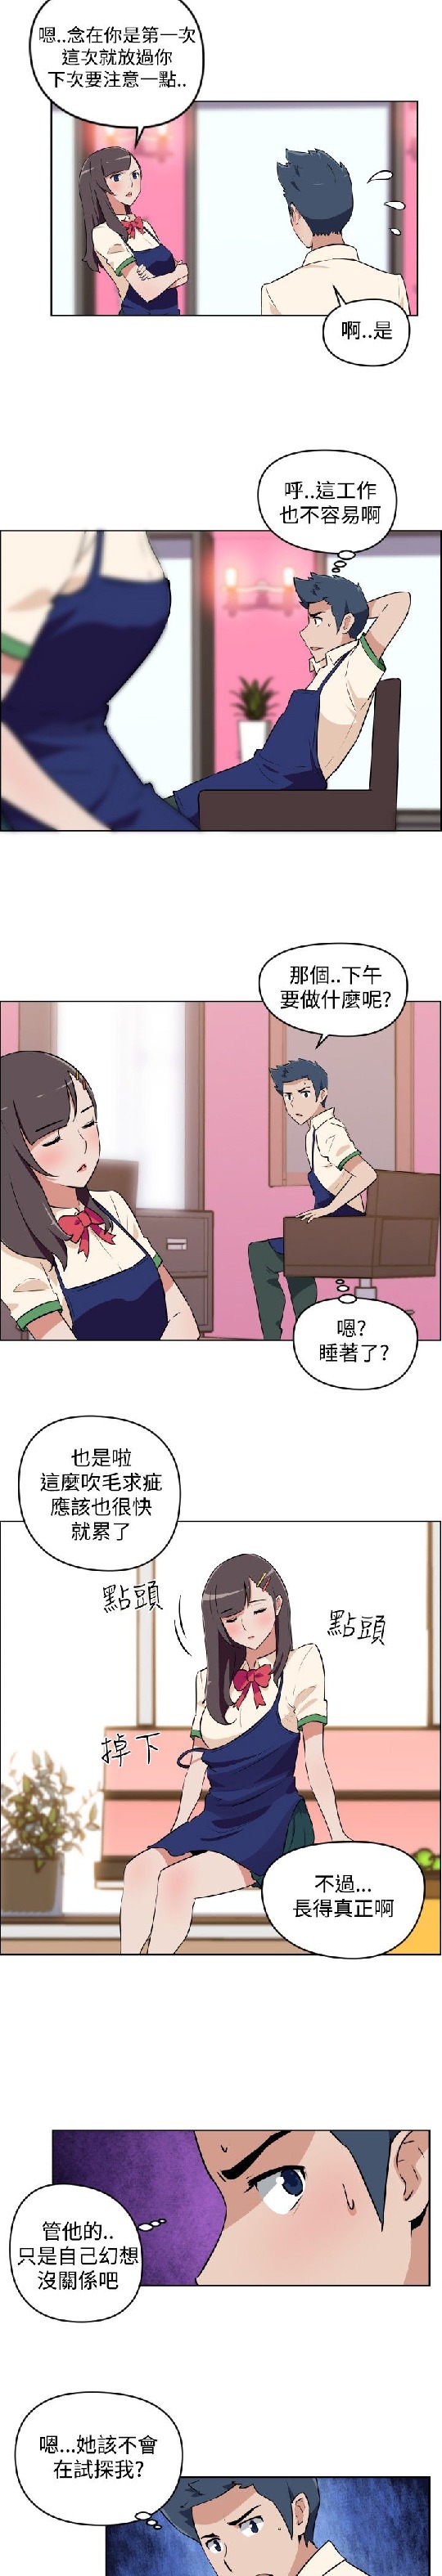 嗯..念在你是第一次
這次就放過你
下次要注意一點..
啊..是
呼..這工作
也不容易啊
那個..下午
要做什麼呢?
嗯?
睡著了?
也是啦
這麼吹毛求疵
應該也很快
就累了
點頭
點頭
掉下
不過...
長得真正啊
管他的..
只是自己幻想
沒關係吧
嗯...她該不會
在試探我?